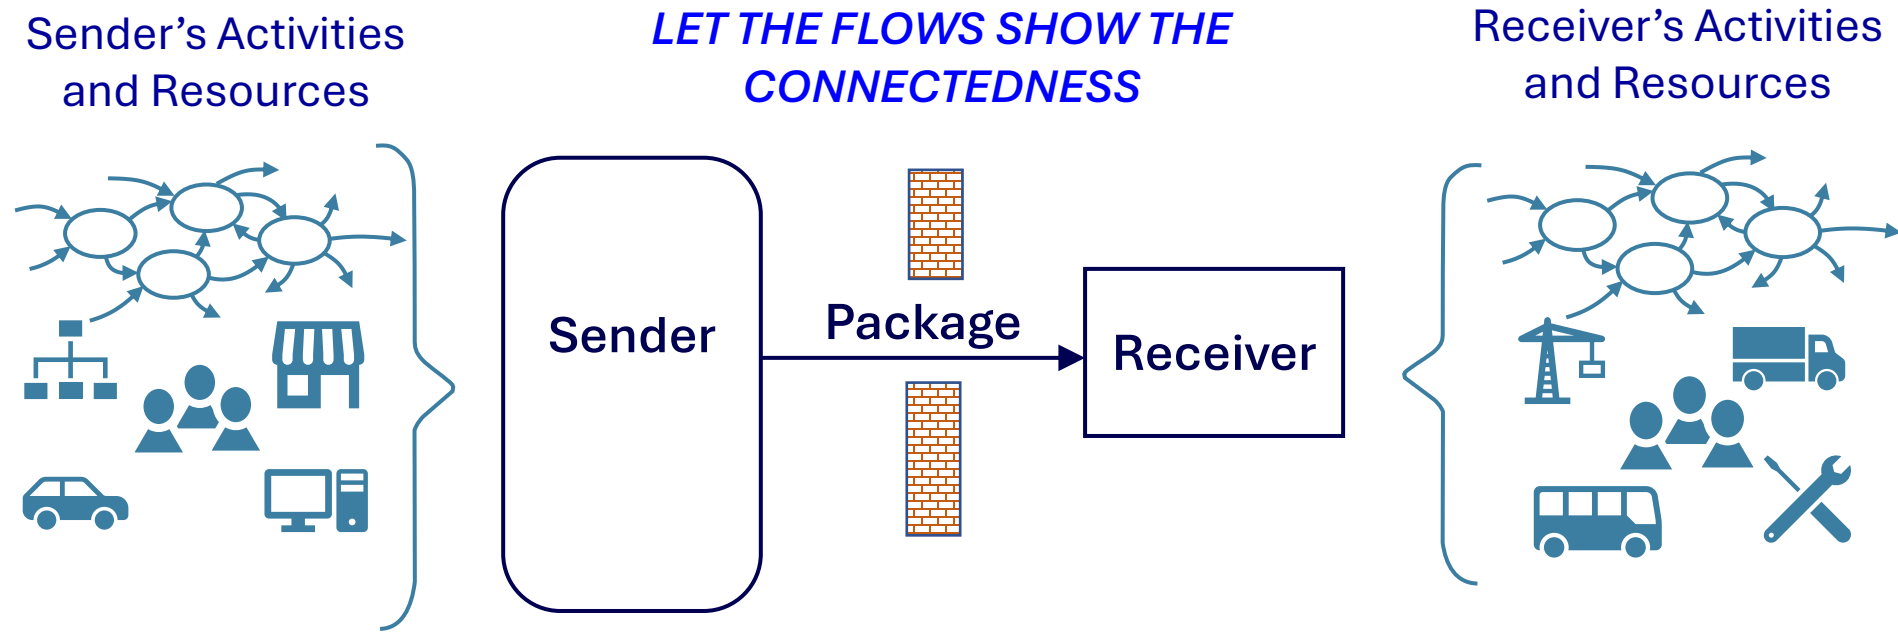 Sender’s Activities
and Resources
LET THE FLOWS SHOW THE
CONNECTEDNESS
Receiver’s Activities
and Resources
Sender
Package
Receiver